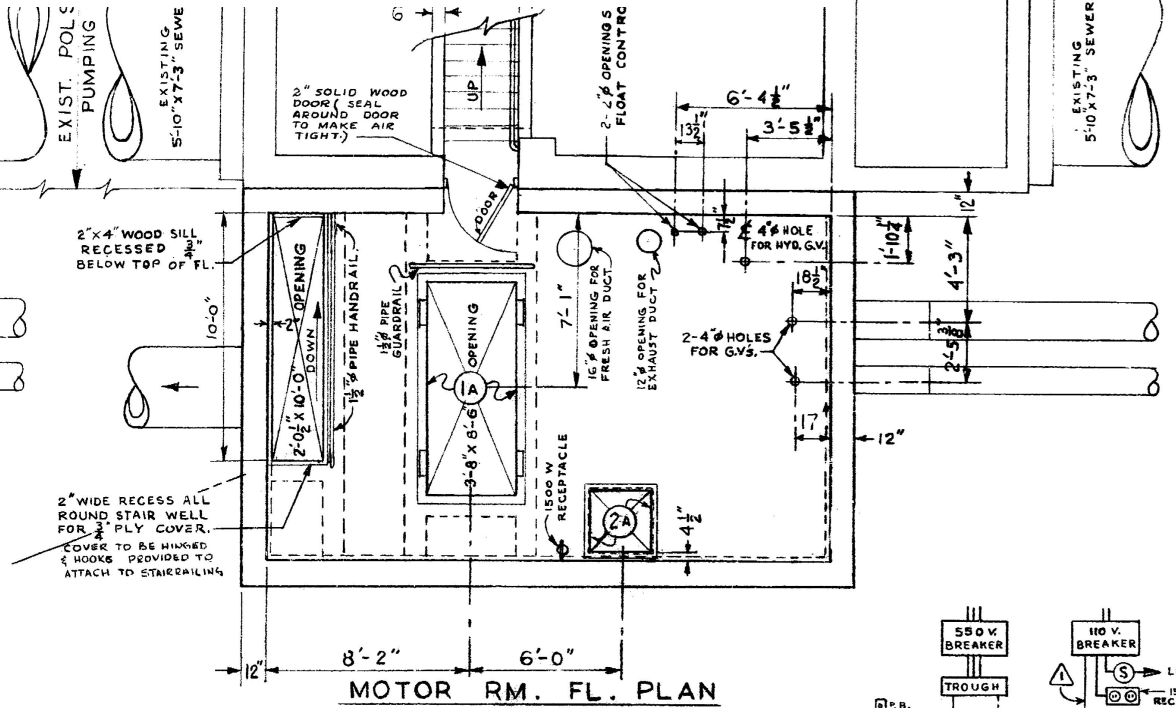 EXIST. POLS
PUMPING
EXISTING
5'-10"X7'-3" SEWE
6"
UP
2" SOLID WOOD
DOOR ( SEAL
AROUND DOOR
TO MAKE AIR
TIGHT.)
DOOR
2-2"ø OPENINGS
FLOAT CONTRO
6'-4½"
13½"
3'-5½"
EXISTING
5'-10"X7'-3" SEWER
12"
2"X4" WOOD SILL
RECESSED ¾"
BELOW TOP OF FL.
7½"
4"ø HOLE
FOR HYD. G.V.
1'-10½"
4'-3"
18½"
10'-0"
2"
OPENING
DOWN
2'-0½" X 10'-0"
1½"ø PIPE HANDRAIL.
1½"ø PIPE
GUARDRAIL
OPENING
1A
3'-8" X 8'-6"
7'-1"
16"ø OPENING FOR
FRESH AIR DUCT
12"ø OPENING FOR
EXHAUST DUCT
2-4"ø HOLES
FOR G.V'S.
2'-5⅜"
17"
12"
2" WIDE RECESS ALL
ROUND STAIR WELL
FOR ¾" PLY COVER.
COVER TO BE HINGED
& HOOKS PROVIDED TO
ATTACH TO STAIRRAILING
1500 W
RECEPTACLE
2A
4½"
12"
8'-2"
6'-0"
MOTOR RM. FL. PLAN
550 V.
BREAKER
TROUGH
110 V.
BREAKER
1
S
L
15
REC
P.B.